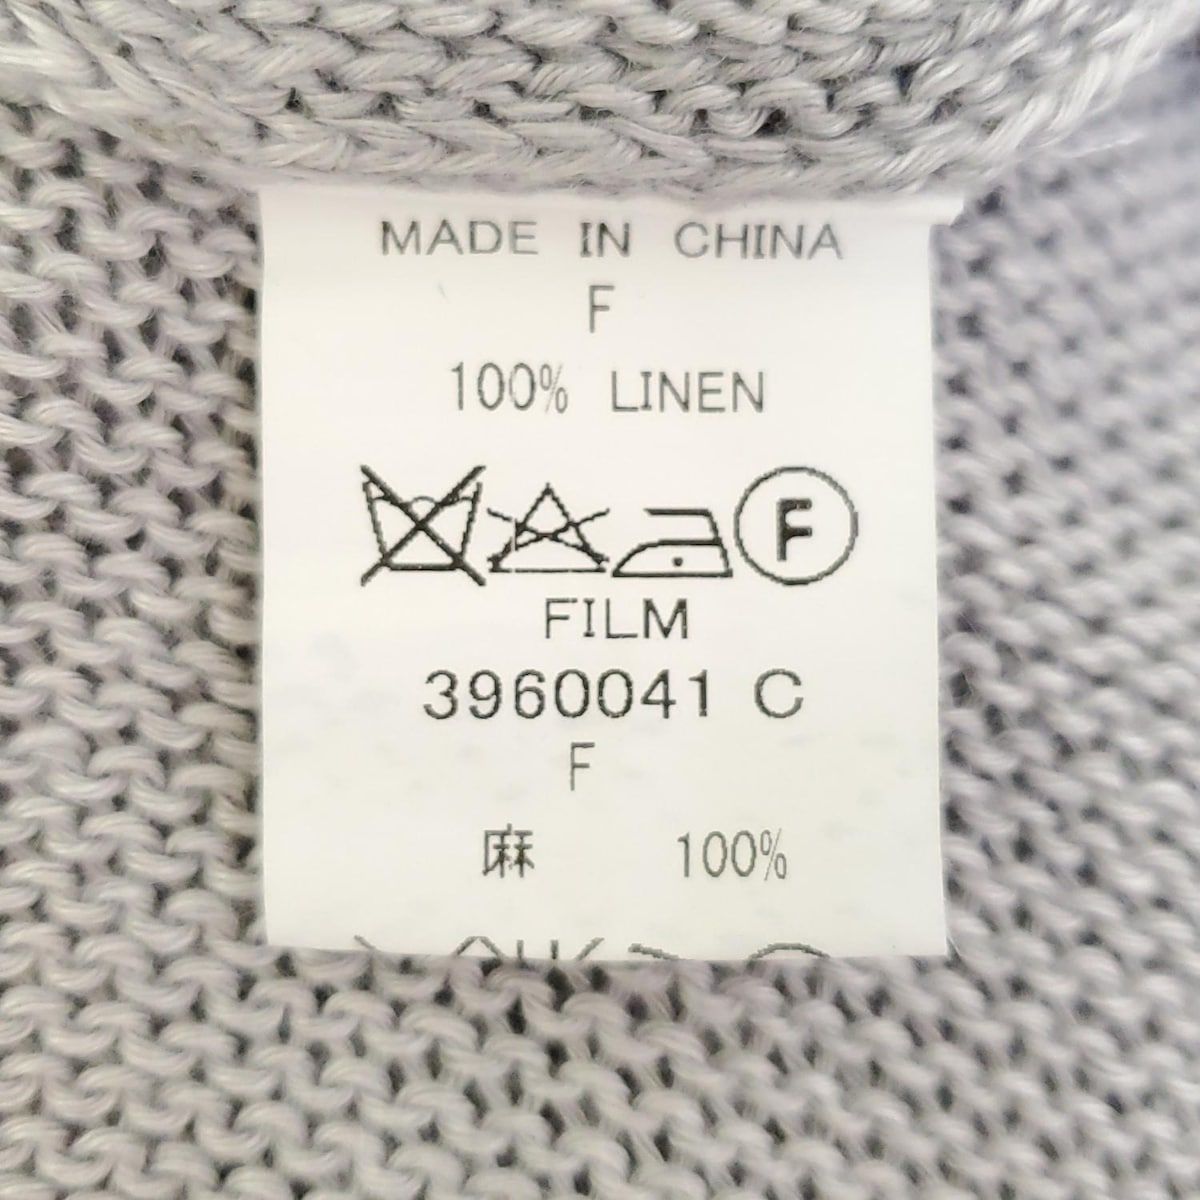 MADE IN CHINA
F
100% LINEN
F
FILM
3960041 C
F
麻 100%